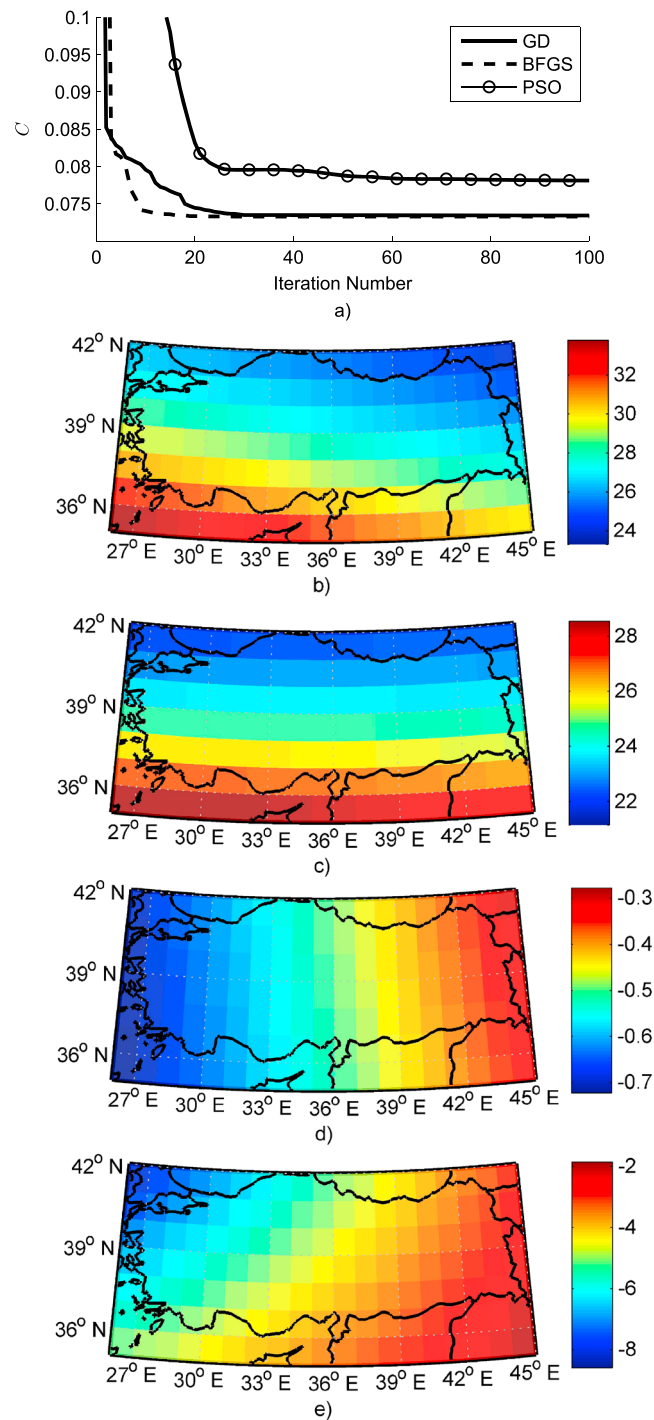 0.1
0.095
0.09
0.085
0.08
0.075
C
GD
BFGS
PSO
0 20 40 60 80 100
Iteration Number
a)
42° N
39° N
36° N
27° E 30° E 33° E 36° E 39° E 42° E 45° E
32
30
28
26
24
b)
42° N
39° N
36° N
27° E 30° E 33° E 36° E 39° E 42° E 45° E
28
26
24
22
c)
42° N
39° N
36° N
27° E 30° E 33° E 36° E 39° E 42° E 45° E
-0.3
-0.4
-0.5
-0.6
-0.7
d)
42° N
39° N
36° N
27° E 30° E 33° E 36° E 39° E 42° E 45° E
-2
-4
-6
-8
e)